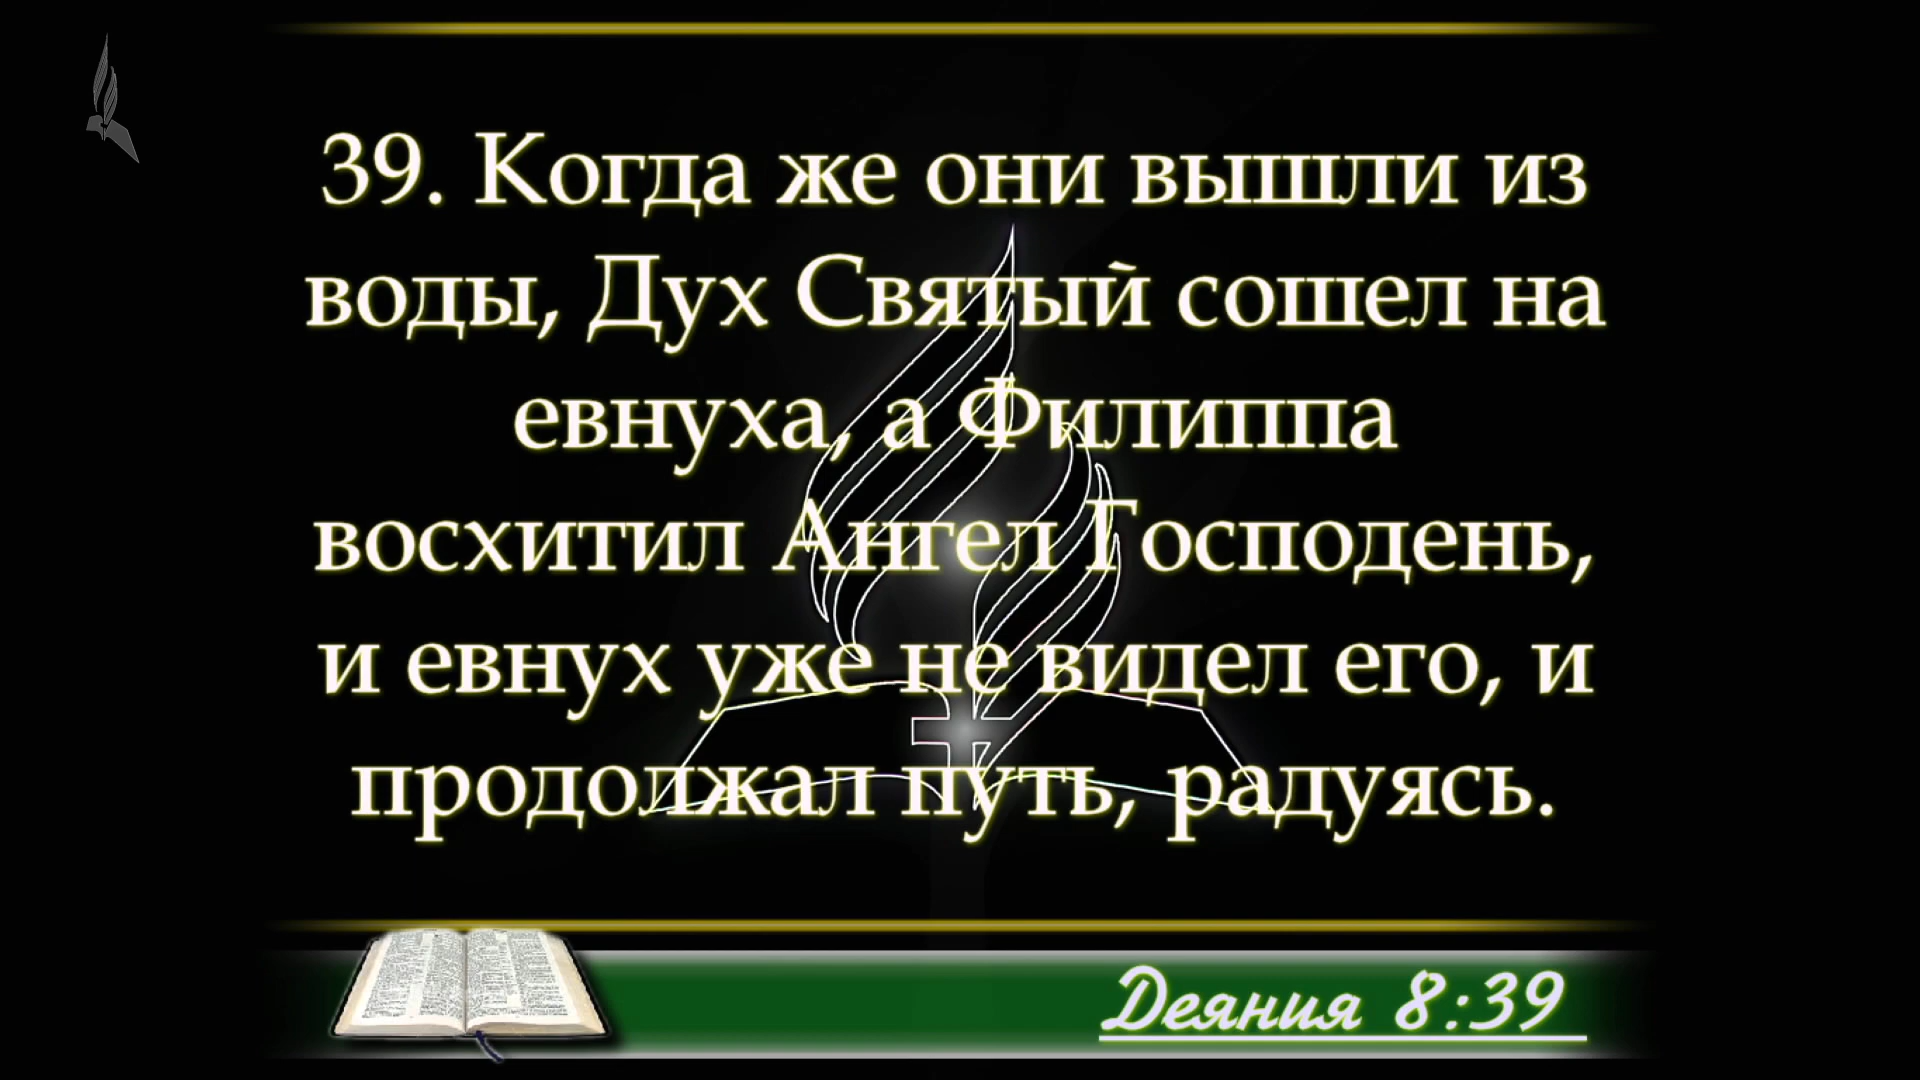 39. Когда же они вышли из
воды, Дух Святый сошел на
евнуха, а Филиппа
восхитил Ангел Господень,
и евнух уже не видел его, и
продолжал путь, радуясь.
Деяния 8:39